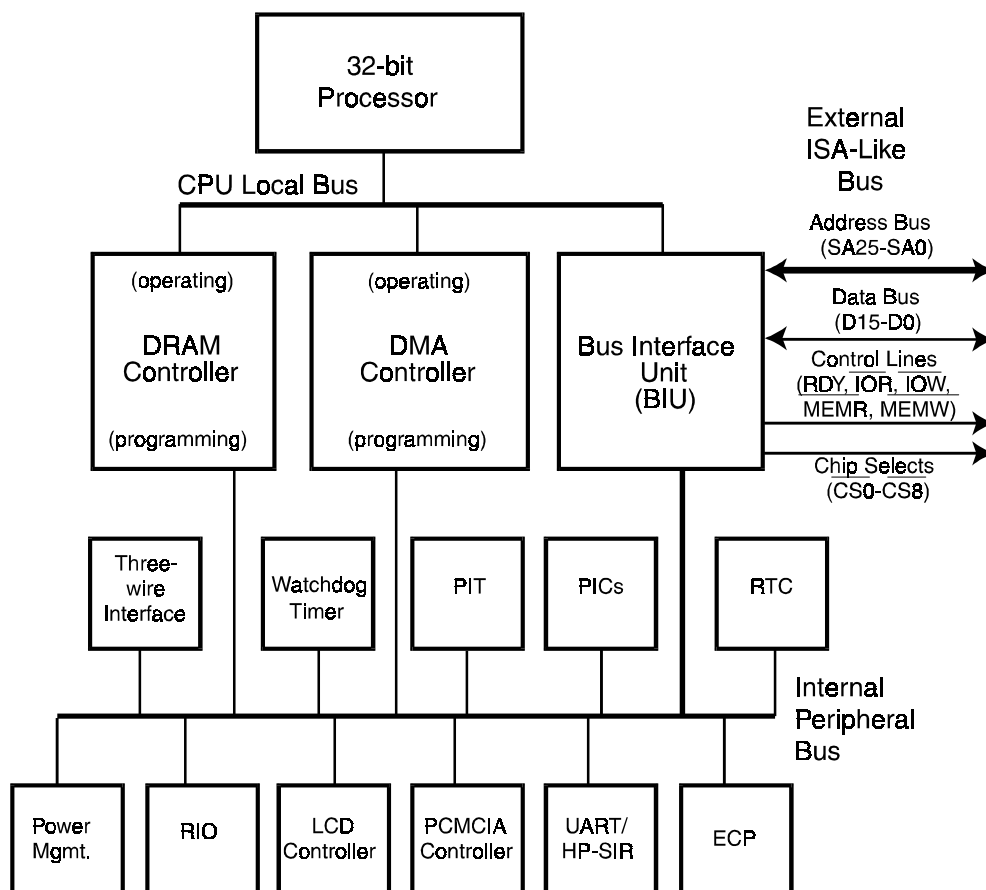 32-bit
Processor
External
ISA-Like
Bus
CPU Local Bus
Address Bus
(SA25-SA0)
(operating)
DRAM
Controller
(programming)
(operating)
DMA
Controller
(programming)
Bus Interface
Unit
(BIU)
Data Bus
(D15-D0)
Control Lines
(RDY, IOR, IOW,
MEMR, MEMW)
Chip Selects
(CS0-CS8)
Three-
wire
Interface
Watchdog
Timer
PIT
PICs
RTC
Internal
Peripheral
Bus
Power
Mgmt.
RIO
LCD
Controller
PCMCIA
Controller
UART/
HP-SIR
ECP